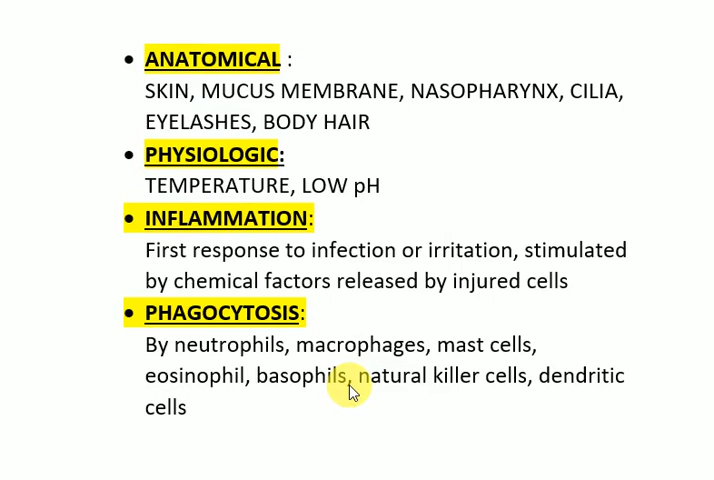 • ANATOMICAL :
SKIN, MUCUS MEMBRANE, NASOPHARYNX, CILIA,
EYELASHES, BODY HAIR
• PHYSIOLOGIC:
TEMPERATURE, LOW pH
• INFLAMMATION:
First response to infection or irritation, stimulated
by chemical factors released by injured cells
• PHAGOCYTOSIS:
By neutrophils, macrophages, mast cells,
eosinophil, basophils, natural killer cells, dendritic
cells